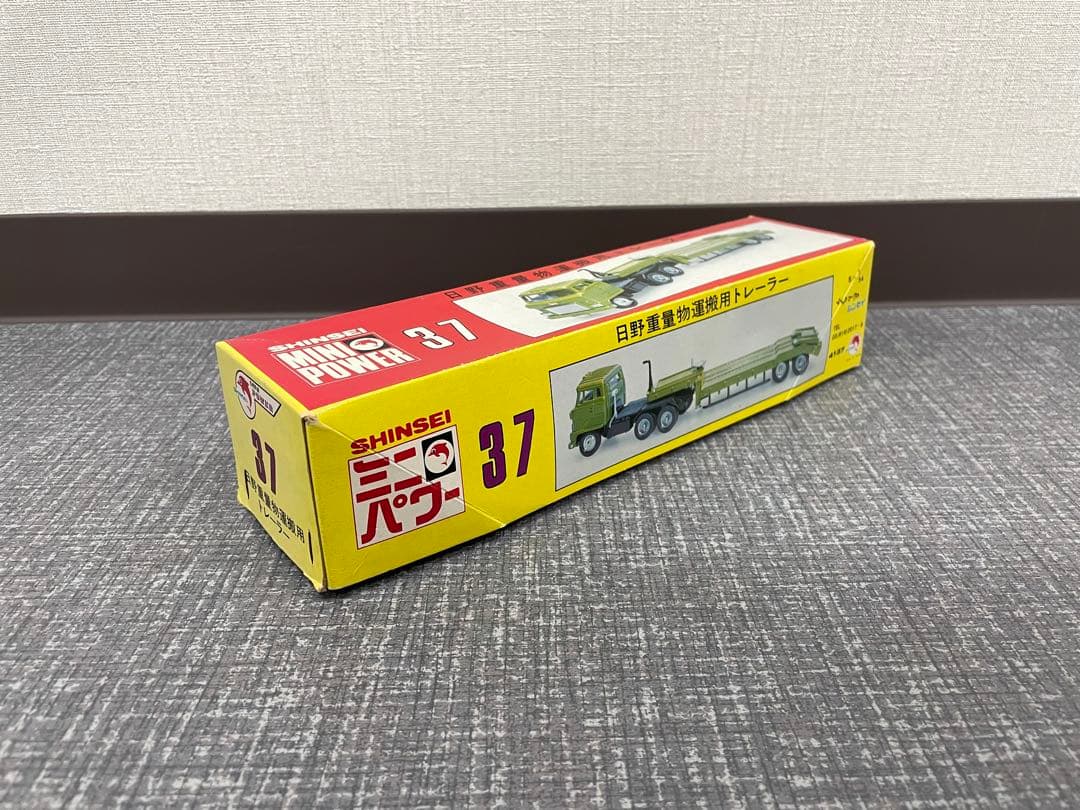 日野重量物運搬用トレーラー
SHINSEI
MINI
POWER
37
SHINSEI
ミニ
パワー
37
日野重量物運搬用トレーラー
TEL
37
日野重量物運搬用
トレーラー